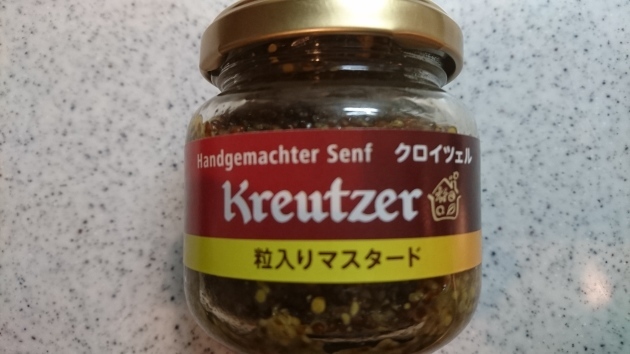 Handgemachter Senf クロイツェル
Kreutzer
粒入りマスタード